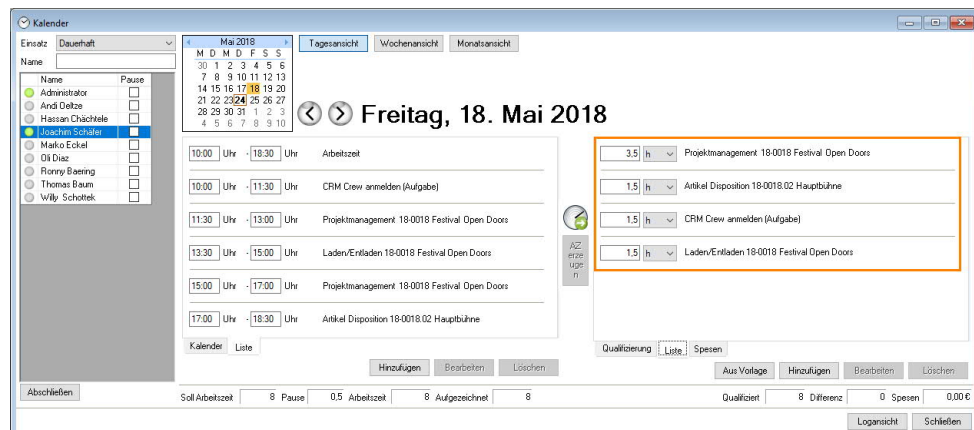 Kalender
Einsatz Dauerhaft
Name
Name Pause
Administrator
Andi Oeltze
Hassan Chächtele
Joachim Schäfer
Marko Eckel
Oli Diaz
Ronny Baering
Thomas Baum
Willy Schottek
Abschließen
Mai 2018
M D M D F S S
30 1 2 3 4 5 6
7 8 9 10 11 12 13
14 15 16 17 18 19 20
21 22 23 24 25 26 27
28 29 30 31 1 2 3
4 5 6 7 8 9 10
Tagesansicht Wochenansicht Monatsansicht
Freitag, 18. Mai 2018
10:00 Uhr - 18:30 Uhr Arbeitszeit
10:00 Uhr - 11:30 Uhr CRM Crew anmelden (Aufgabe)
11:30 Uhr - 13:00 Uhr Projektmanagement 18-0018 Festival Open Doors
13:30 Uhr - 15:00 Uhr Laden/Entladen 18-0018 Festival Open Doors
15:00 Uhr - 17:00 Uhr Projektmanagement 18-0018 Festival Open Doors
17:00 Uhr - 18:30 Uhr Artikel Disposition 18-0018.02 Hauptbühne
Kalender Liste
Hinzufügen Bearbeiten Löschen
AZ
erze
uge
n
3,5 h Projektmanagement 18-0018 Festival Open Doors
1,5 h Artikel Disposition 18-0018.02 Hauptbühne
1,5 h CRM Crew anmelden (Aufgabe)
1,5 h Laden/Entladen 18-0018 Festival Open Doors
Qualifizierung Liste Spesen
Aus Vorlage Hinzufügen Bearbeiten Löschen
Soll Arbeitszeit 8 Pause 0,5 Arbeitszeit 8 Aufgezeichnet 8
Qualifiziert 8 Differenz 0 Spesen 0,00 €
Logansicht Schließen